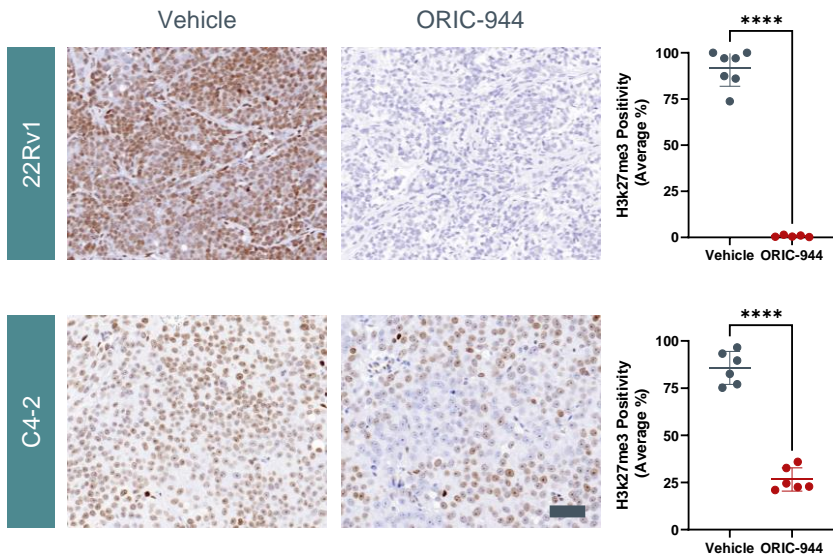 Vehicle
ORIC-944
22Rv1
H3k27me3 Positivity
(Average %)
****
100
75
50
25
0
Vehicle
ORIC-944
C4-2
H3k27me3 Positivity
(Average %)
****
100
75
50
25
0
Vehicle
ORIC-944